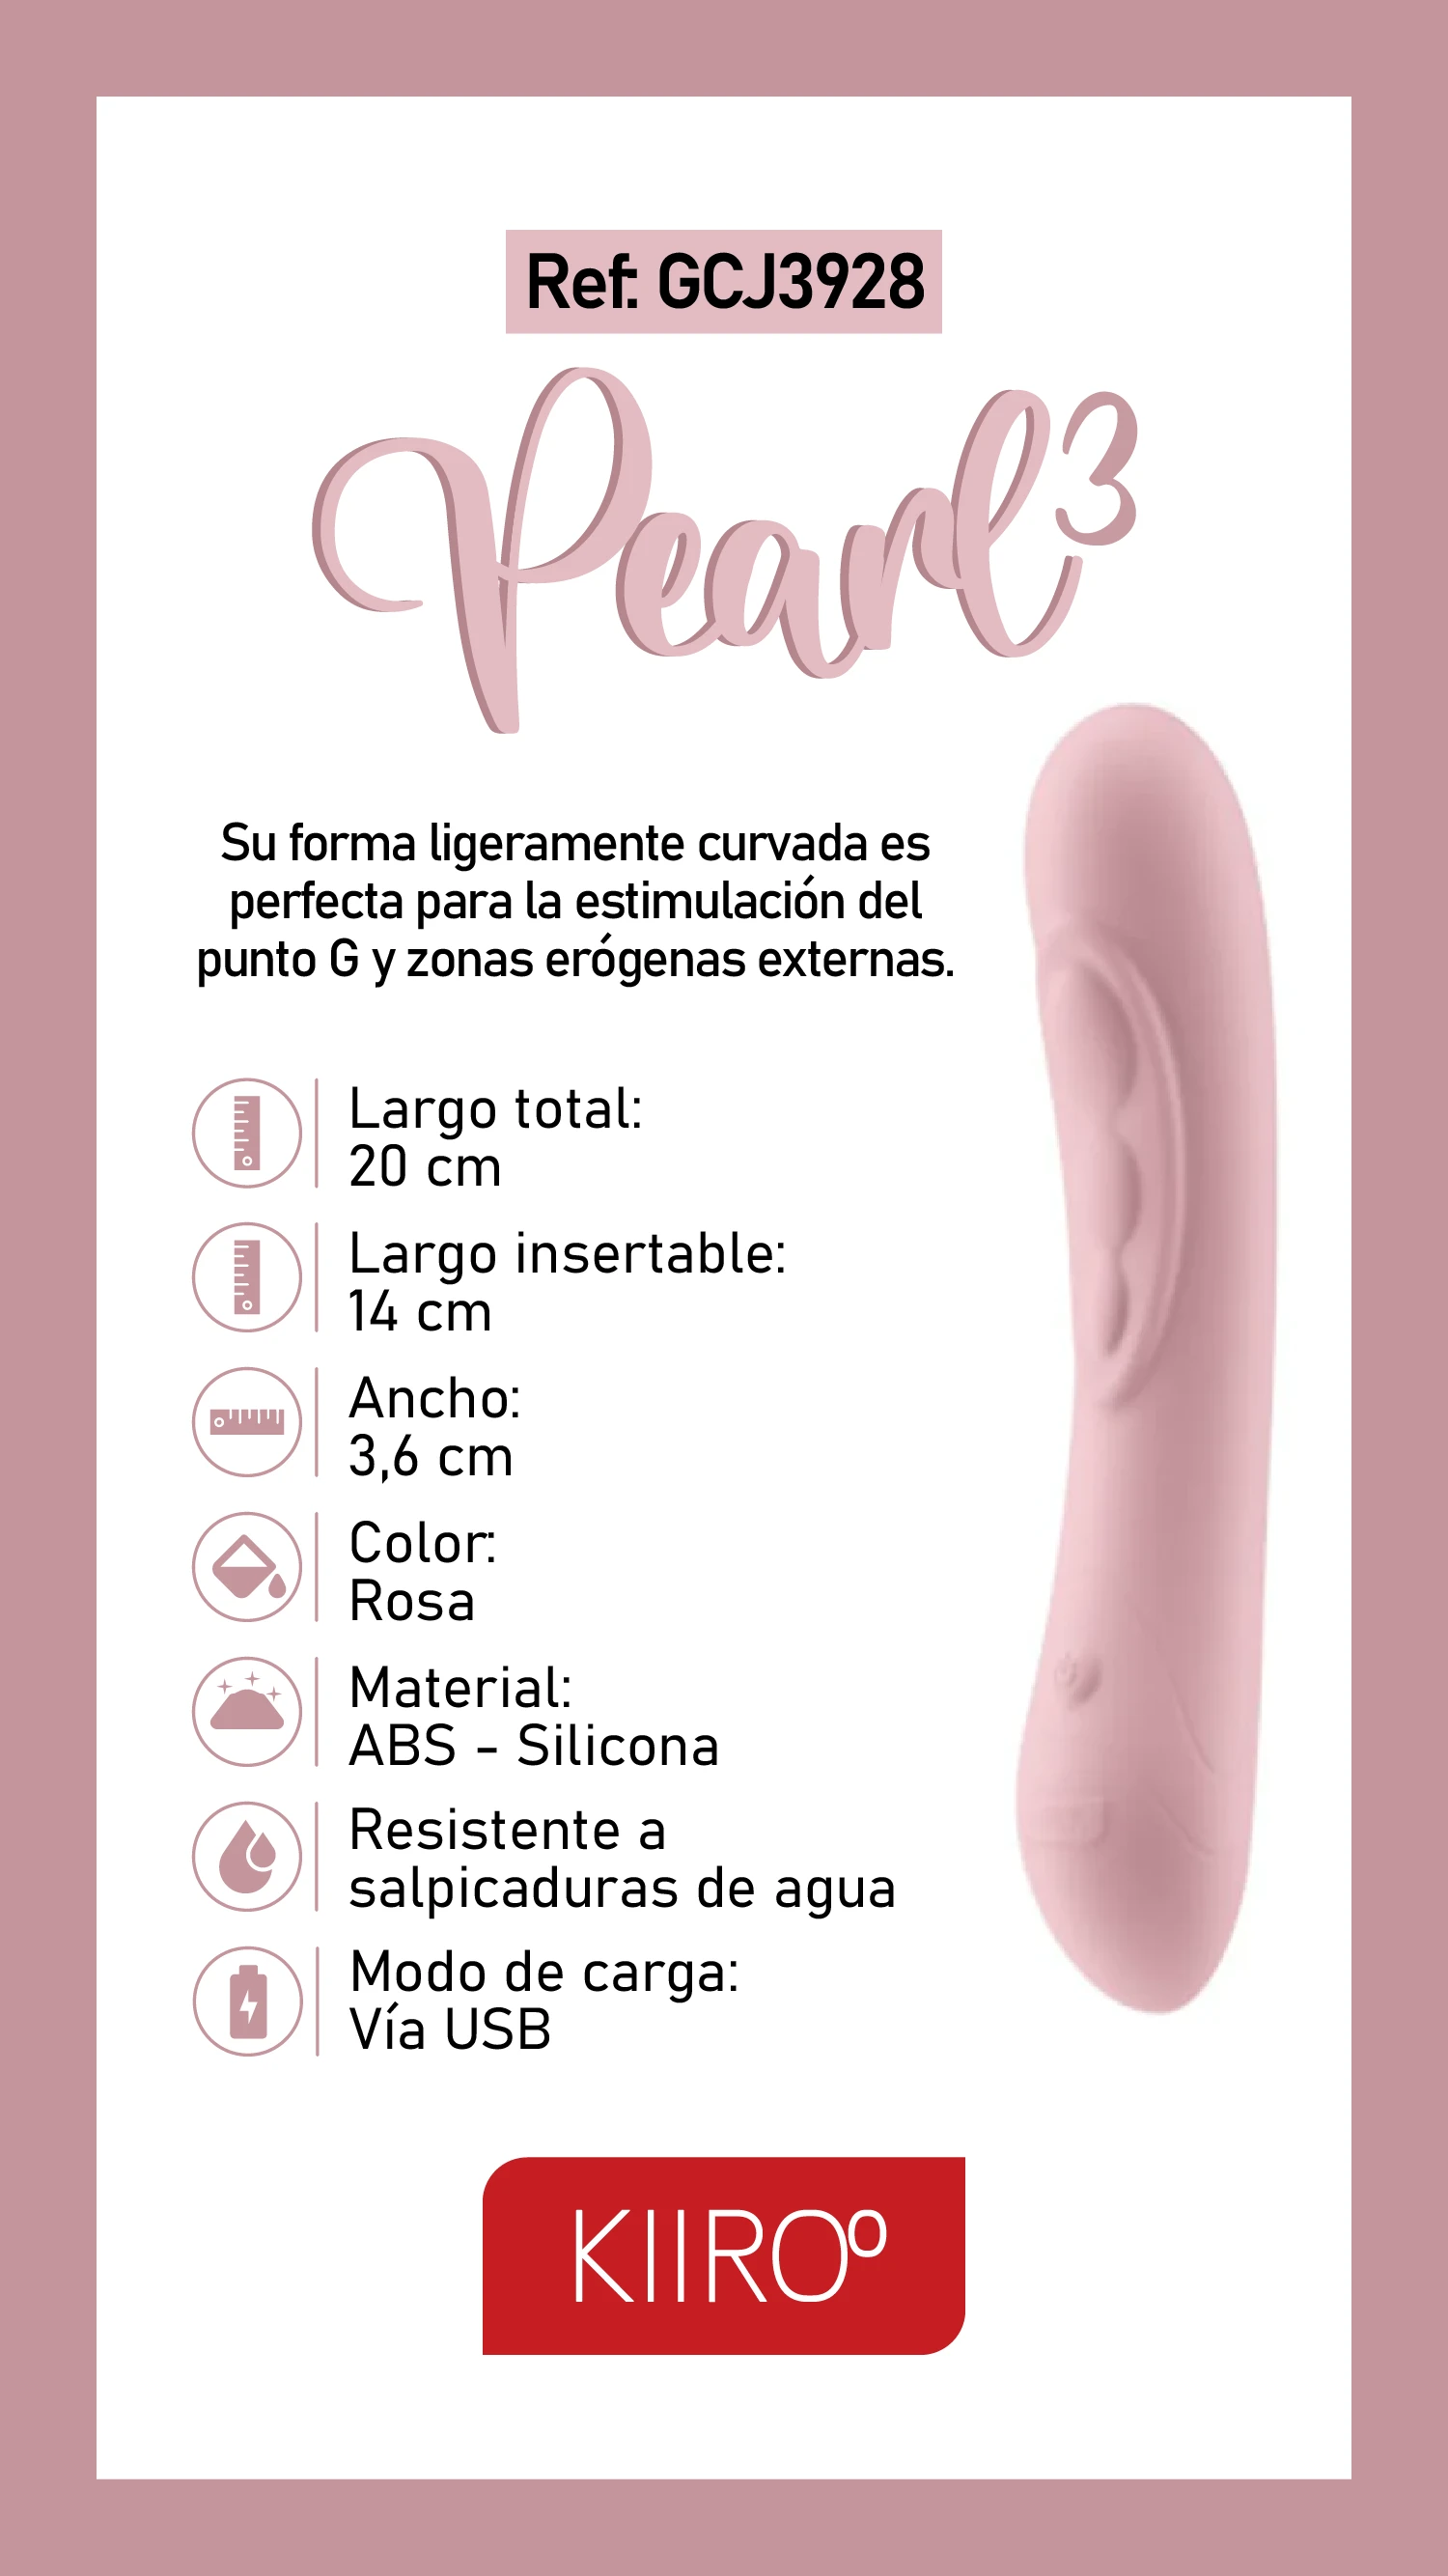 Ref: GCJ3928
Pearl3
Su forma ligeramente curvada es
perfecta para la estimulación del
punto G y zonas erógenas externas.
Largo total:
20 cm
Largo insertable:
14 cm
Ancho:
3,6 cm
Color:
Rosa
Material:
ABS - Silicona
Resistente a
salpicaduras de agua
Modo de carga:
Vía USB
KIIROO